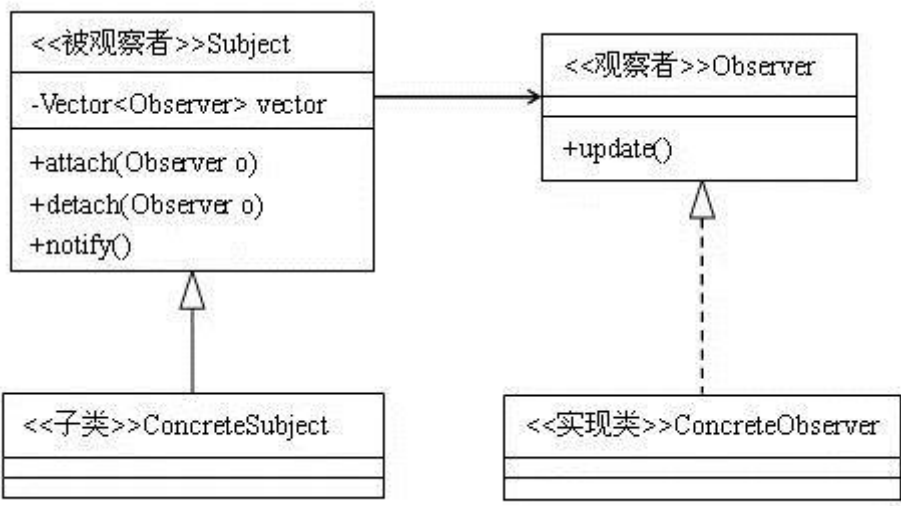 <<被观察者>>Subject
-Vector<Observer> vector
+attach(Observer o)
+detach(Observer o)
+notify()
<<观察者>>Observer
+update()
<<子类>>ConcreteSubject
<<实现类>>ConcreteObserver